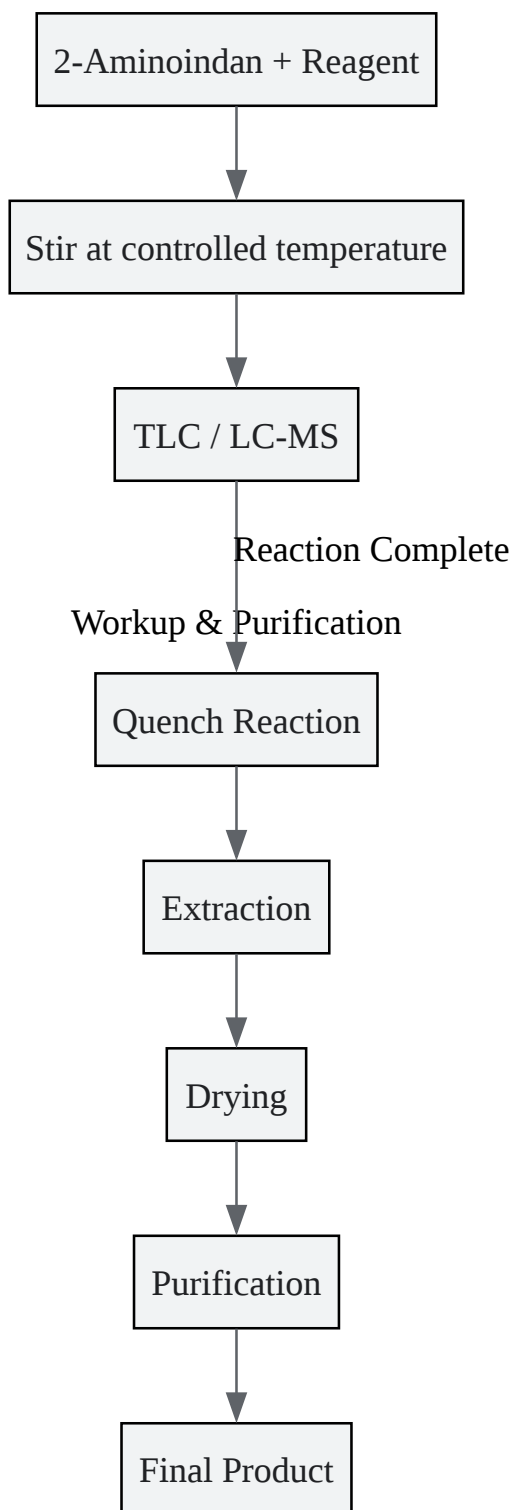 2-Aminoindan + Reagent
Stir at controlled temperature
TLC / LC-MS
Reaction Complete
Workup & Purification
Quench Reaction
Extraction
Drying
Purification
Final Product